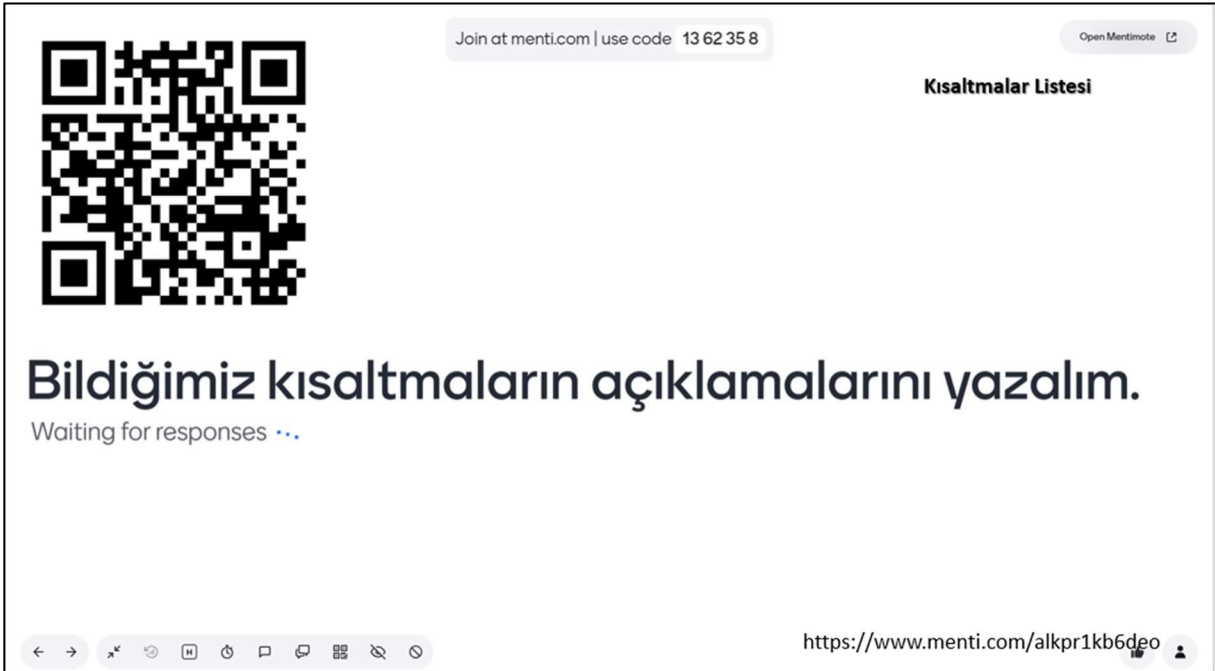 Join at menti.com | use code 13 62 35 8
Open Mentimote
Kısaltmalar Listesi
Bildiğimiz kısaltmaların açıklamalarını yazalım.
Waiting for responses
H
https://www.menti.com/alkpr1kb6deo